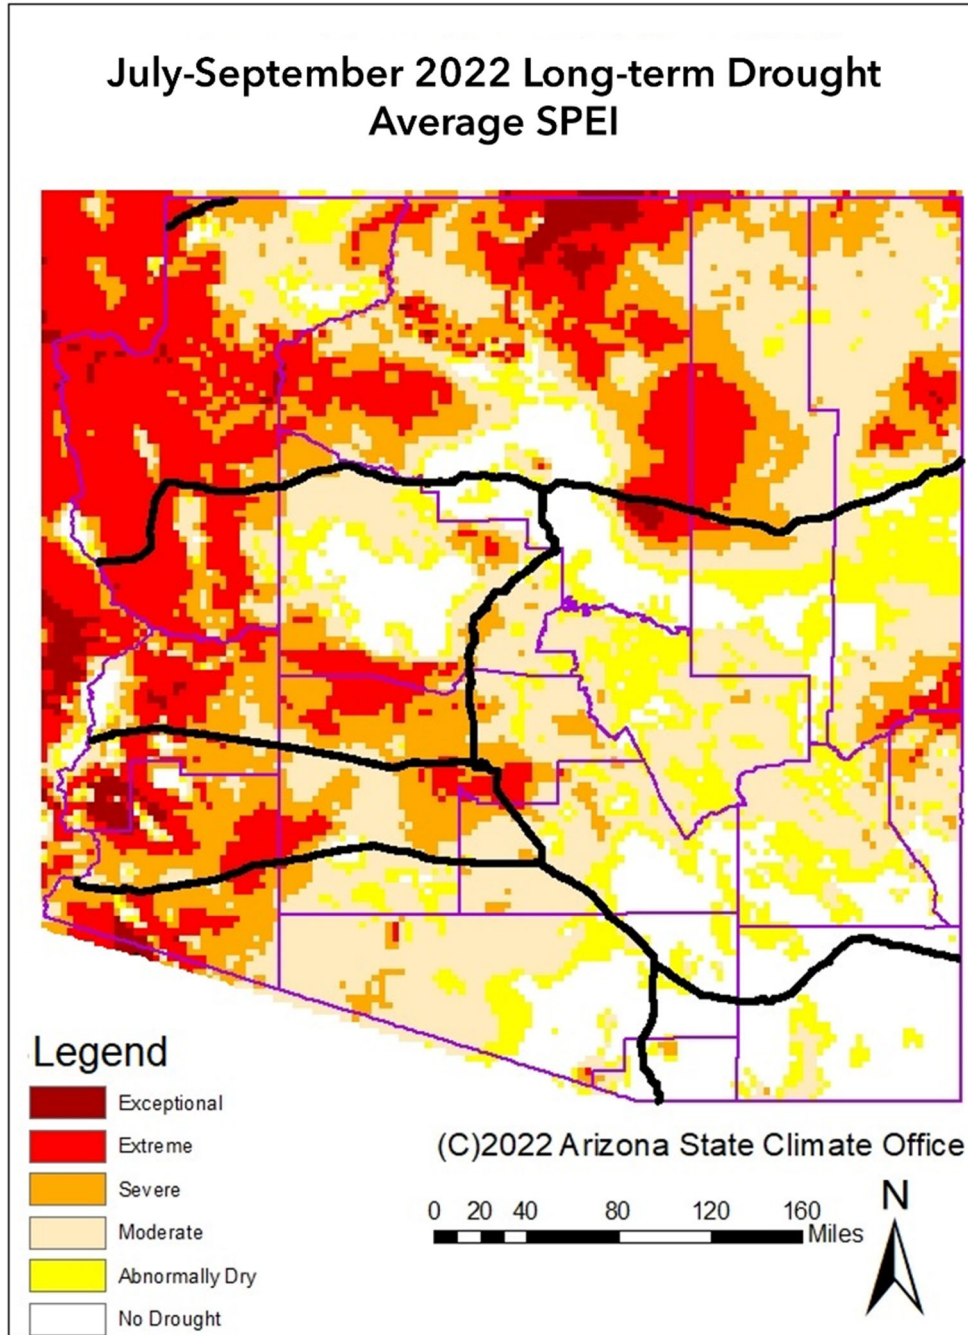 July-September 2022 Long-term Drought
Average SPEI
Legend
Exceptional
Extreme
Severe
Moderate
Abnormally Dry
No Drought
(C)2022 Arizona State Climate Office
N
0 20 40 80 120 160
Miles